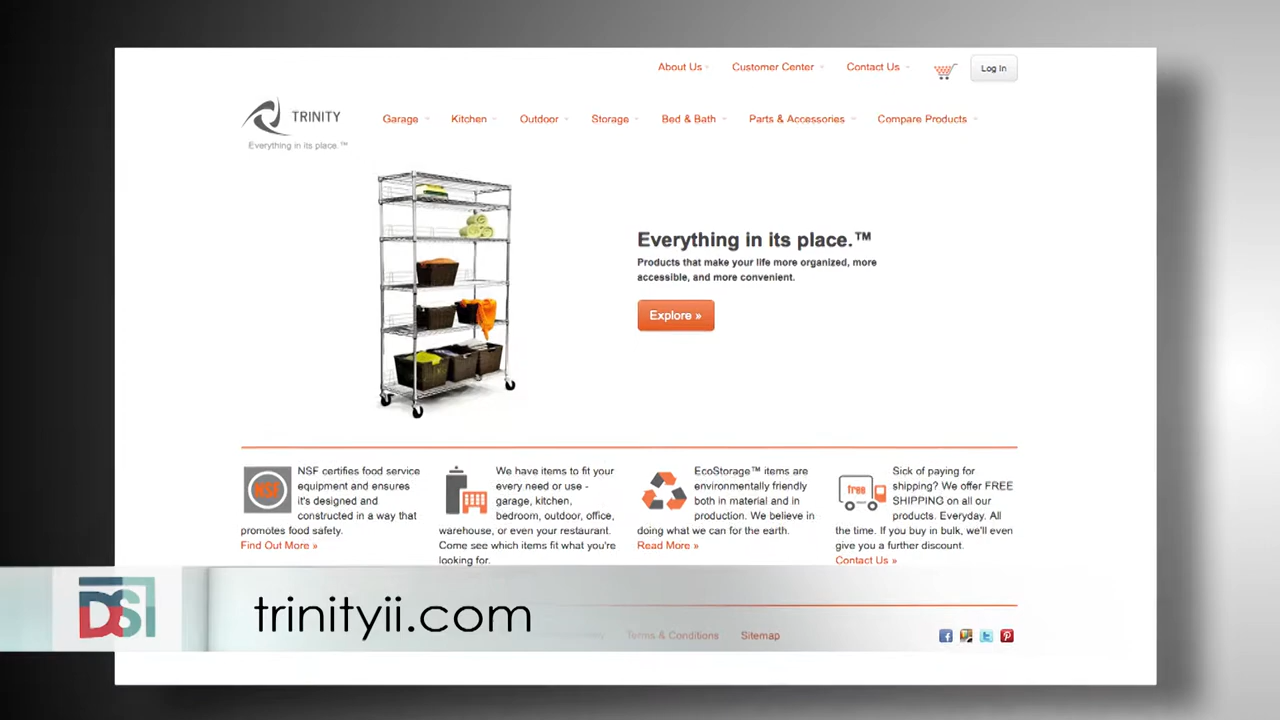 About Us
Customer Center
Contact Us
Log In
TRINITY
Everything in its place.™
Garage
Kitchen
Outdoor
Storage
Bed & Bath
Parts & Accessories
Compare Products
Everything in its place.™
Products that make your life more organized, more
accessible, and more convenient.
Explore »
NSF
NSF certifies food service
equipment and ensures
it's designed and
constructed in a way that
promotes food safety.
Find Out More »
We have items to fit your
every need or use -
garage, kitchen,
bedroom, outdoor, office,
warehouse, or even your restaurant.
Come see which items fit what you're
looking for.
EcoStorage™ items are
environmentally friendly
both in material and in
production. We believe in
doing what we can for the earth.
Read More »
free
Sick of paying for
shipping? We offer FREE
SHIPPING on all our
products. Everyday. All
the time. If you buy in bulk, we'll even
give you a further discount.
Contact Us »
DSI
trinityii.com
Terms & Conditions
Sitemap